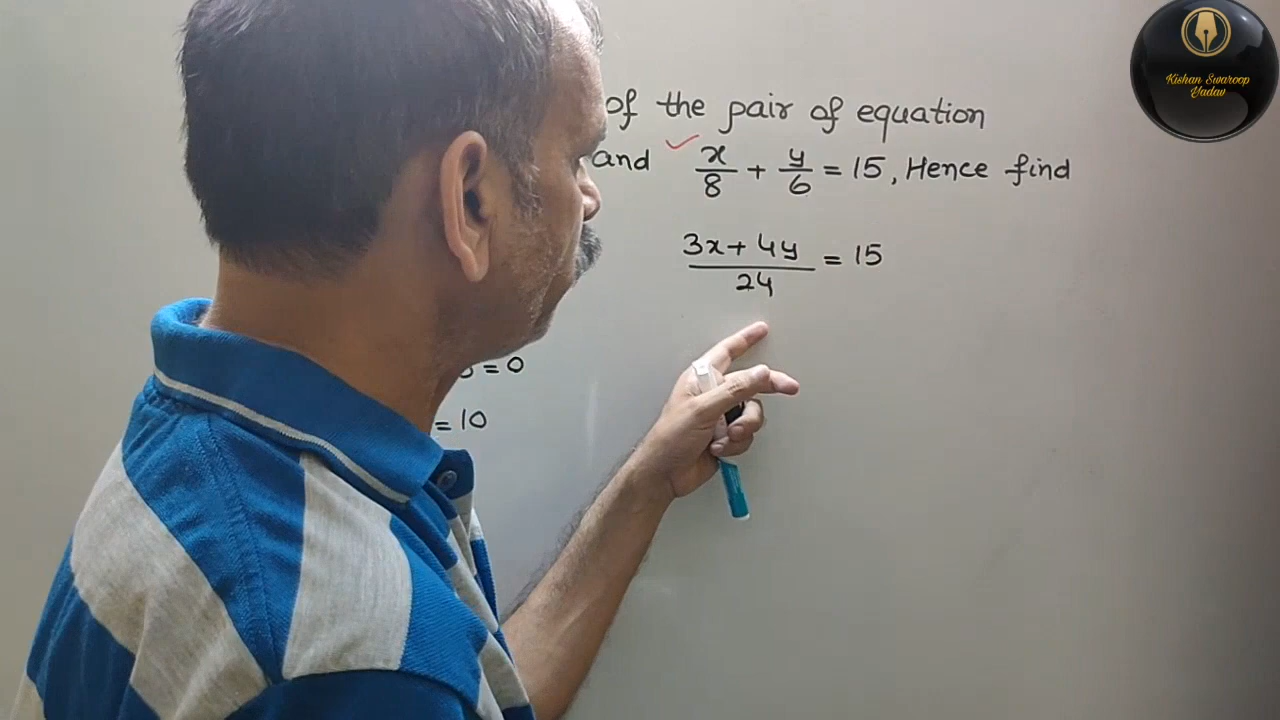 of the pair of equation
and x/8 + y/6 = 15, Hence find
(3x + 4y)/24 = 15
= 0
= 10
Kishan Swaroop
Yadav